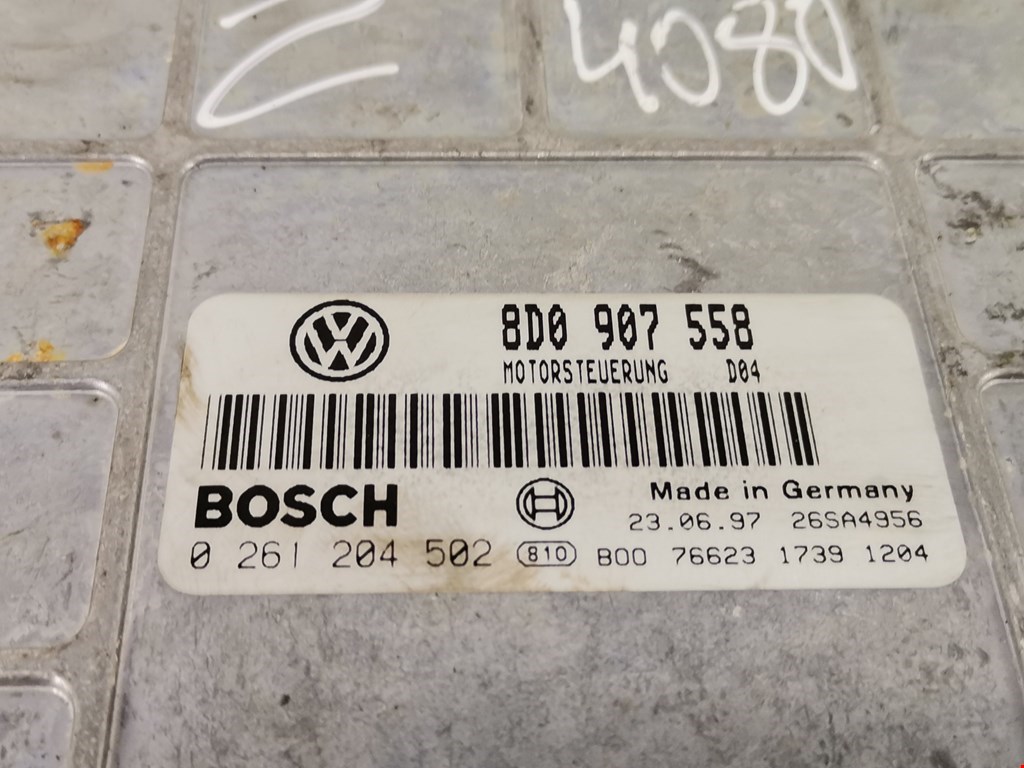 4080
8D0 907 558
MOTORSTEUERUNG D04
BOSCH
Made in Germany
23.06.97 26SA4956
0 261 204 502 810 B00 76623 1739 1204